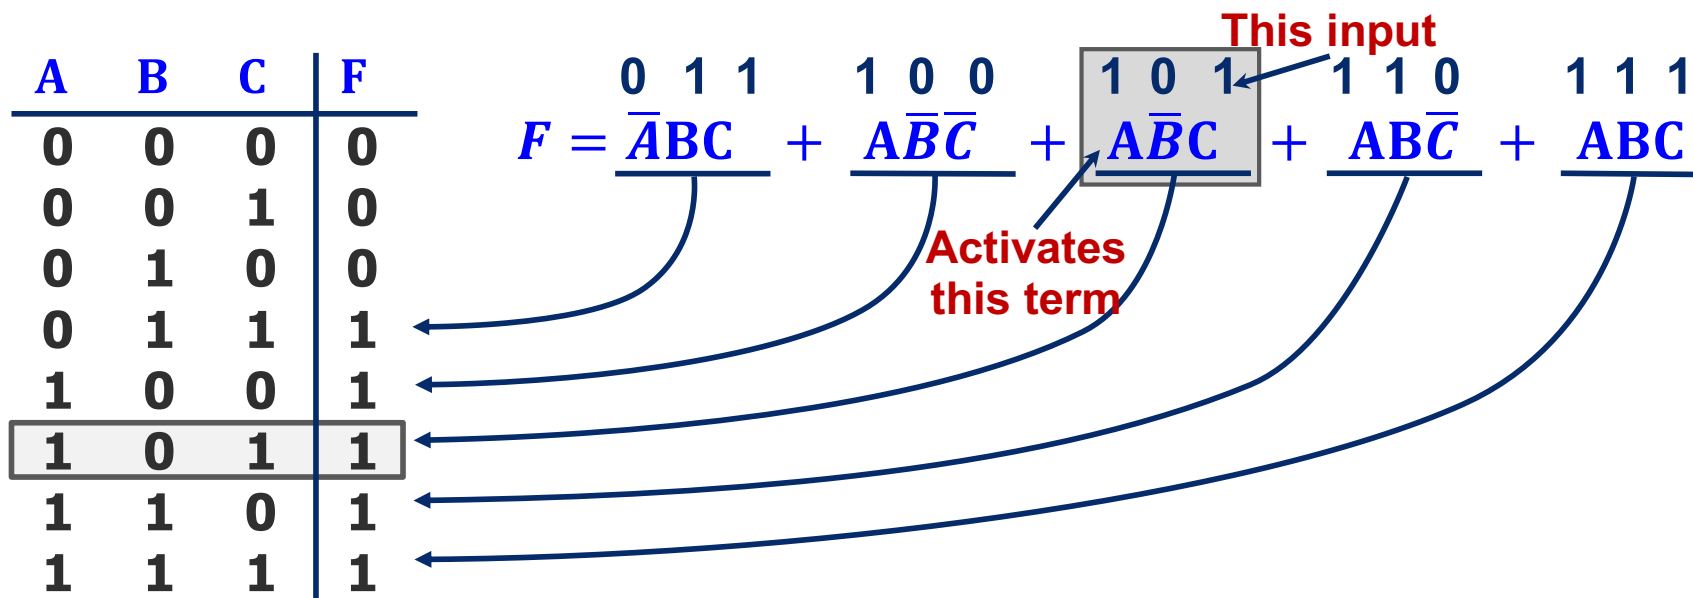 A B C F
0 0 0 0
0 0 1 0
0 1 0 0
0 1 1 1
1 0 0 1
1 0 1 1
1 1 0 1
1 1 1 1
This input
0 1 1 1 0 0 1 0 1 1 1 0 1 1 1
F = A̅BC + AB̅C̅ + AB̅C + ABC̅ + ABC
Activates
this term